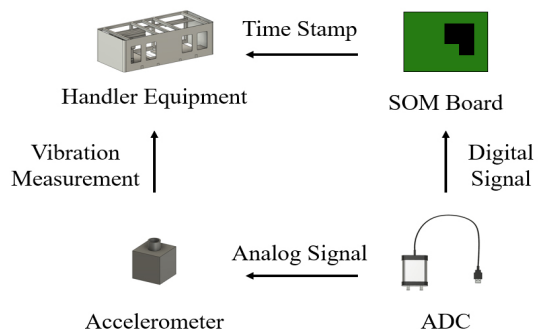 Time Stamp
Handler Equipment
SOM Board
Vibration
Measurement
Digital
Signal
Analog Signal
Accelerometer
ADC